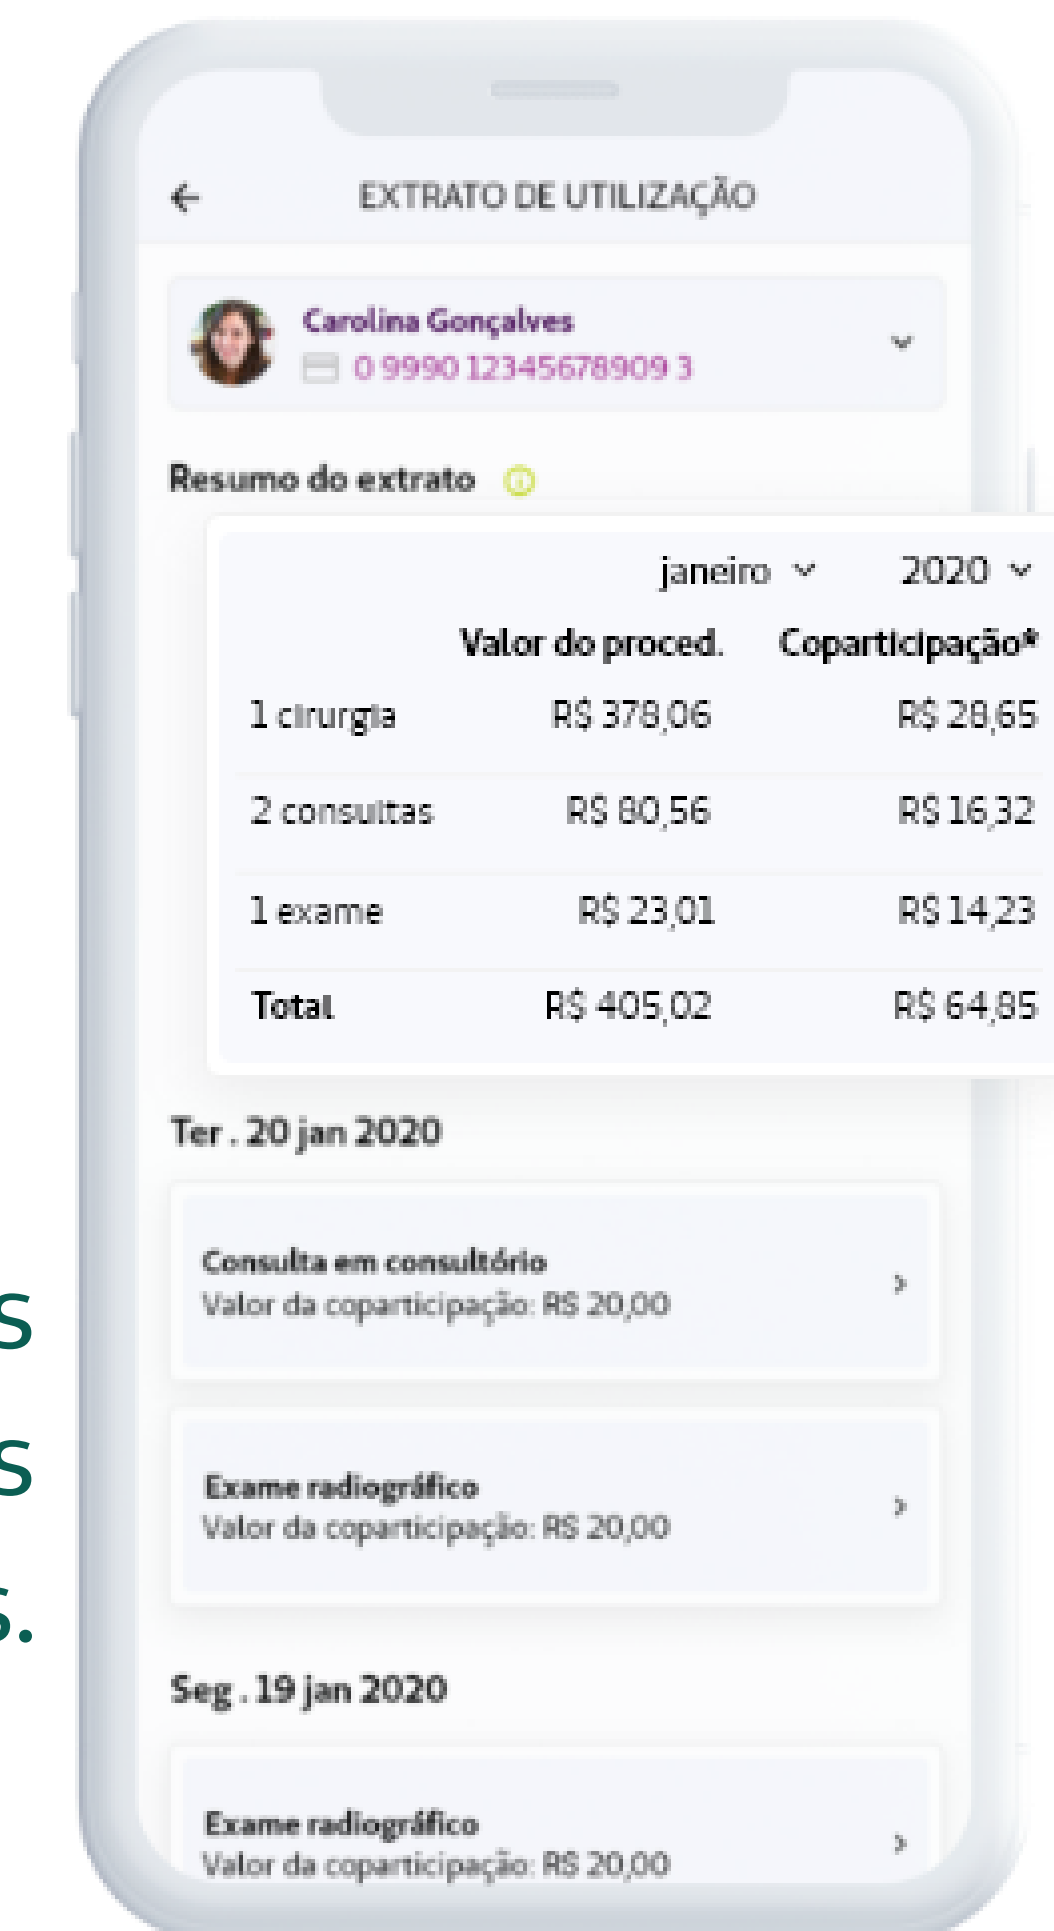 EXTRATO DE UTILIZAÇÃO
Carolina Gonçalves
0 9990 12345678909 3
Resumo do extrato
janeiro 2020
Valor do proced. Coparticipação*
1 cirurgia R$ 378,06 R$ 28,65
2 consultas R$ 80,56 R$ 16,32
1 exame R$ 23,01 R$ 14,23
Total R$ 405,02 R$ 64,85
Ter . 20 jan 2020
Consulta em consultório
Valor da coparticipação: R$ 20,00
Exame radiográfico
Valor da coparticipação: R$ 20,00
Seg . 19 jan 2020
Exame radiográfico
Valor da coparticipação: R$ 20,00
s
s
s.